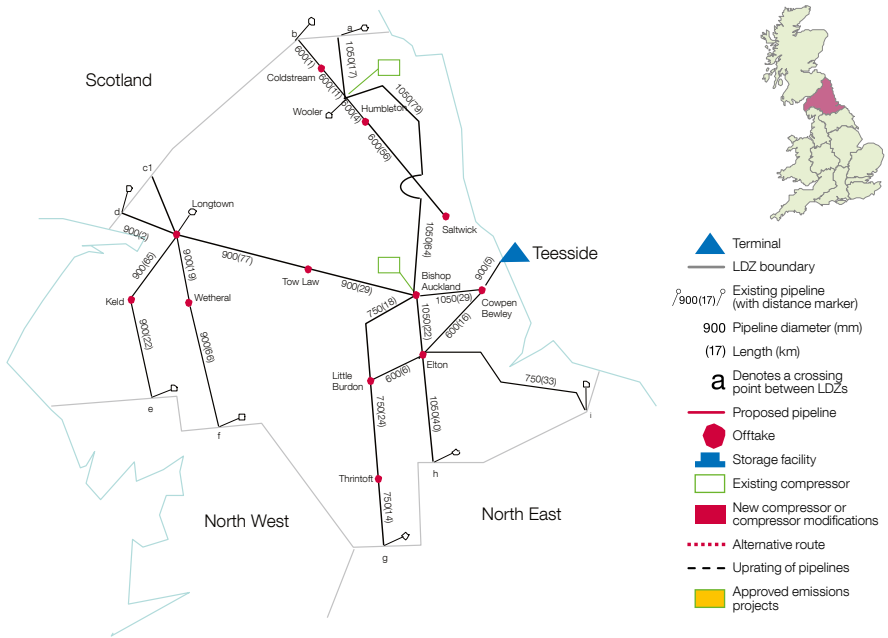 b
a
600(1)
1050(17)
Scotland
Coldstream
600(11)
1050(79)
Wooler
600(4)
Humbleton
600(56)
c1
Longtown
d
900(2)
Saltwick
1050(64)
900(65)
900(19)
900(77)
Teesside
900(5)
Tow Law
900(29)
Bishop
Auckland
1050(29)
Keld
Wetheral
Cowpen
Bewley
750(18)
1050(22)
600(16)
900(22)
900(66)
Elton
Little
Burdon
600(6)
750(33)
750(24)
1050(40)
e
f
i
h
Thrintoft
750(14)
North West
North East
g
Terminal
LDZ boundary
900(17)
Existing pipeline
(with distance marker)
900
Pipeline diameter (mm)
(17)
Length (km)
a
Denotes a crossing
point between LDZs
Proposed pipeline
Offtake
Storage facility
Existing compressor
New compressor or
compressor modifications
Alternative route
Uprating of pipelines
Approved emissions
projects